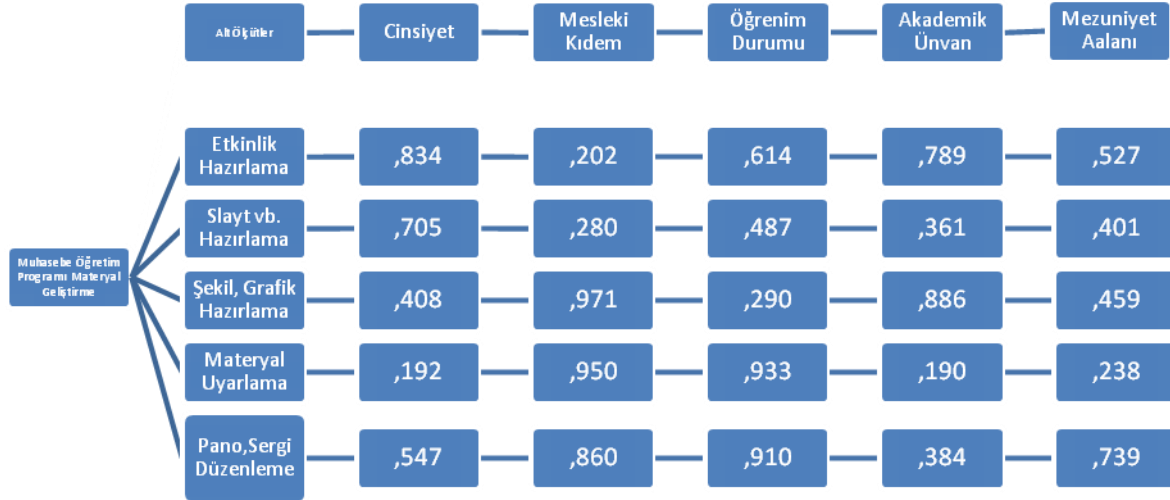 Alt Ölçütler
Cinsiyet
Mesleki
Kıdem
Öğrenim
Durumu
Akademik
Ünvan
Mezuniyet
Aalanı
Muhasebe Öğretim
Programı Materyal
Geliştirme
Etkinlik
Hazırlama
,834
,202
,614
,789
,527
Slayt vb.
Hazırlama
,705
,280
,487
,361
,401
Şekil, Grafik
Hazırlama
,408
,971
,290
,886
,459
Materyal
Uyarlama
,192
,950
,933
,190
,238
Pano,Sergi
Düzenleme
,547
,860
,910
,384
,739